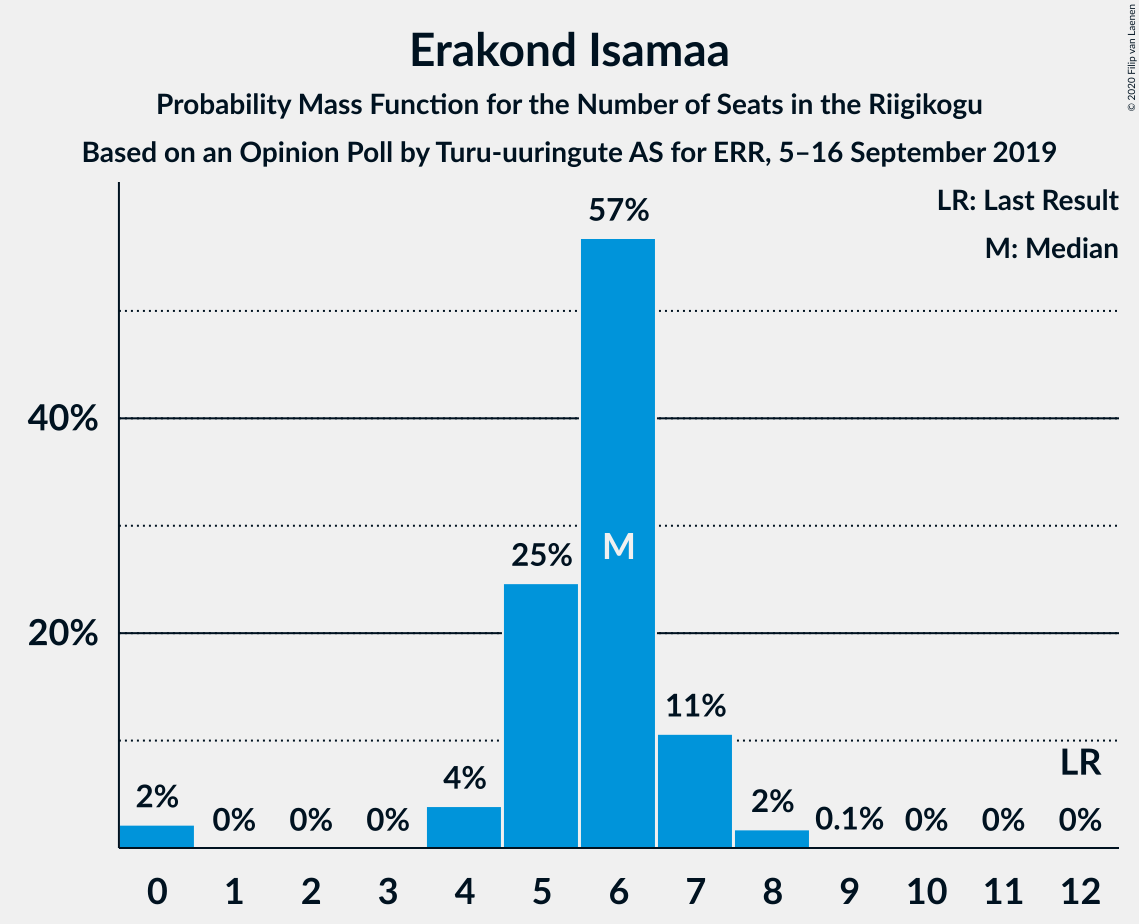 Erakond Isamaa
Probability Mass Function for the Number of Seats in the Riigikogu
Based on an Opinion Poll by Turu-uuringute AS for ERR, 5–16 September 2019
© 2020 Filip van Laenen
LR: Last Result
M: Median
57%
40%
25%
M
20%
11%
LR
2%
0%
0%
0%
4%
2%
0.1%
0%
0%
0%
0 1 2 3 4 5 6 7 8 9 10 11 12